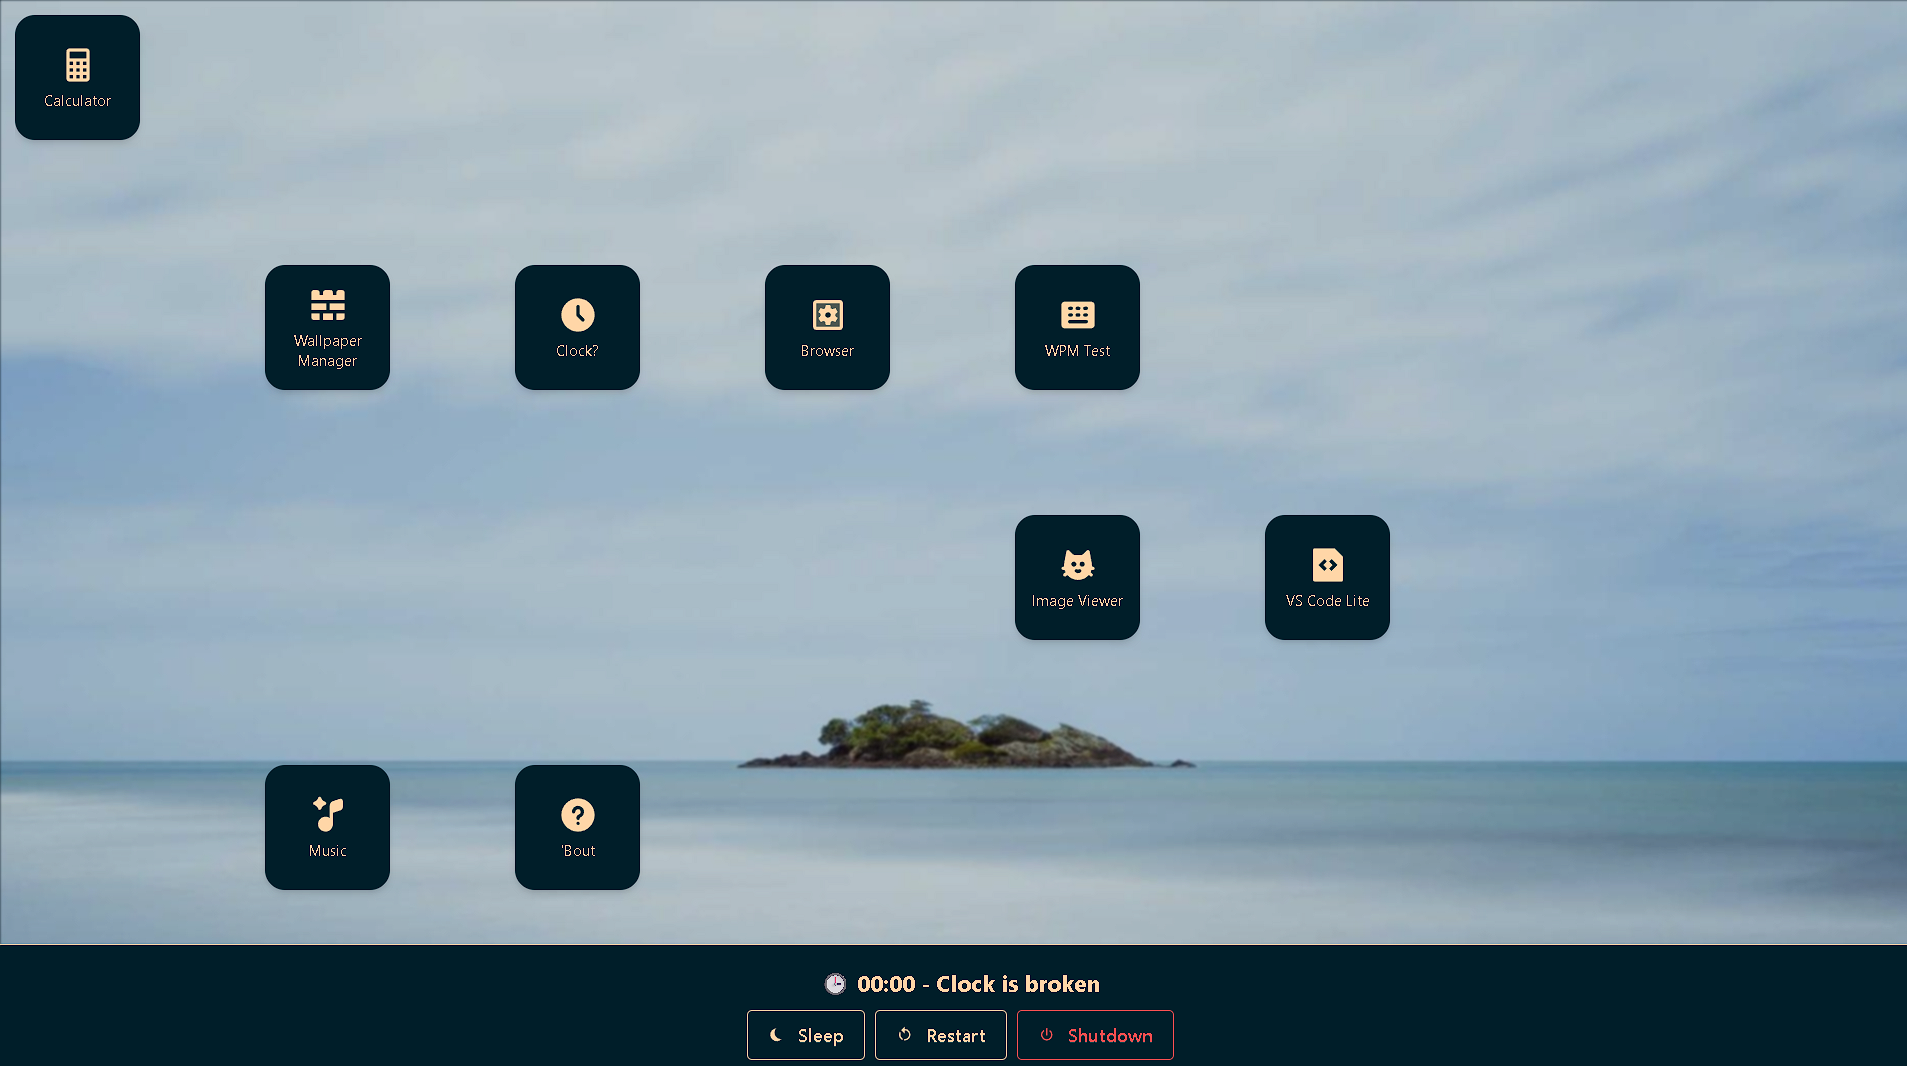 Calculator
Wallpaper
Manager
Clock?
Browser
WPM Test
Image Viewer
VS Code Lite
Music
'Bout
00:00 - Clock is broken
Sleep
Restart
Shutdown